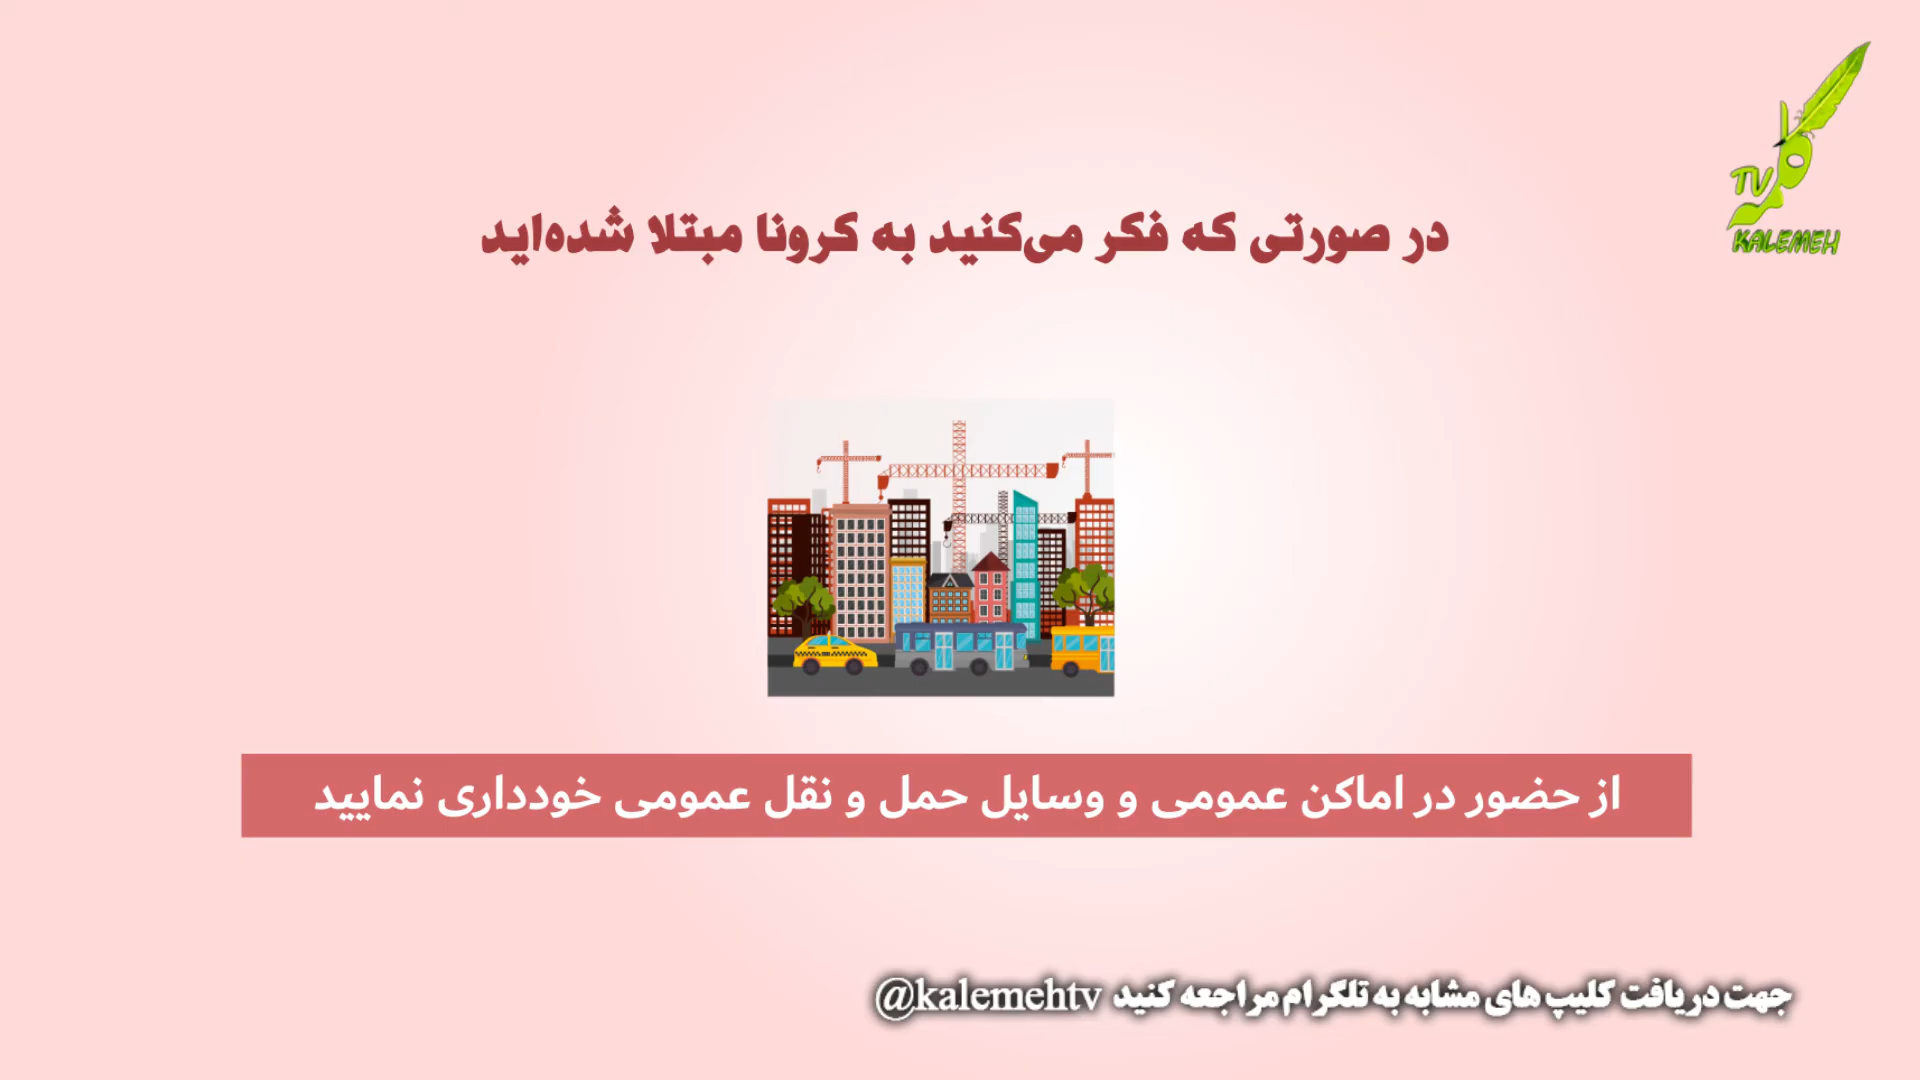 TV
KALEMEH
در صورتی که فکر می‌کنید به کرونا مبتلا شده‌اید
از حضور در اماکن عمومی و وسایل حمل و نقل عمومی خودداری نمایید
جهت دریافت کلیپ های مشابه به تلگرام مراجعه کنید @kalemehtv